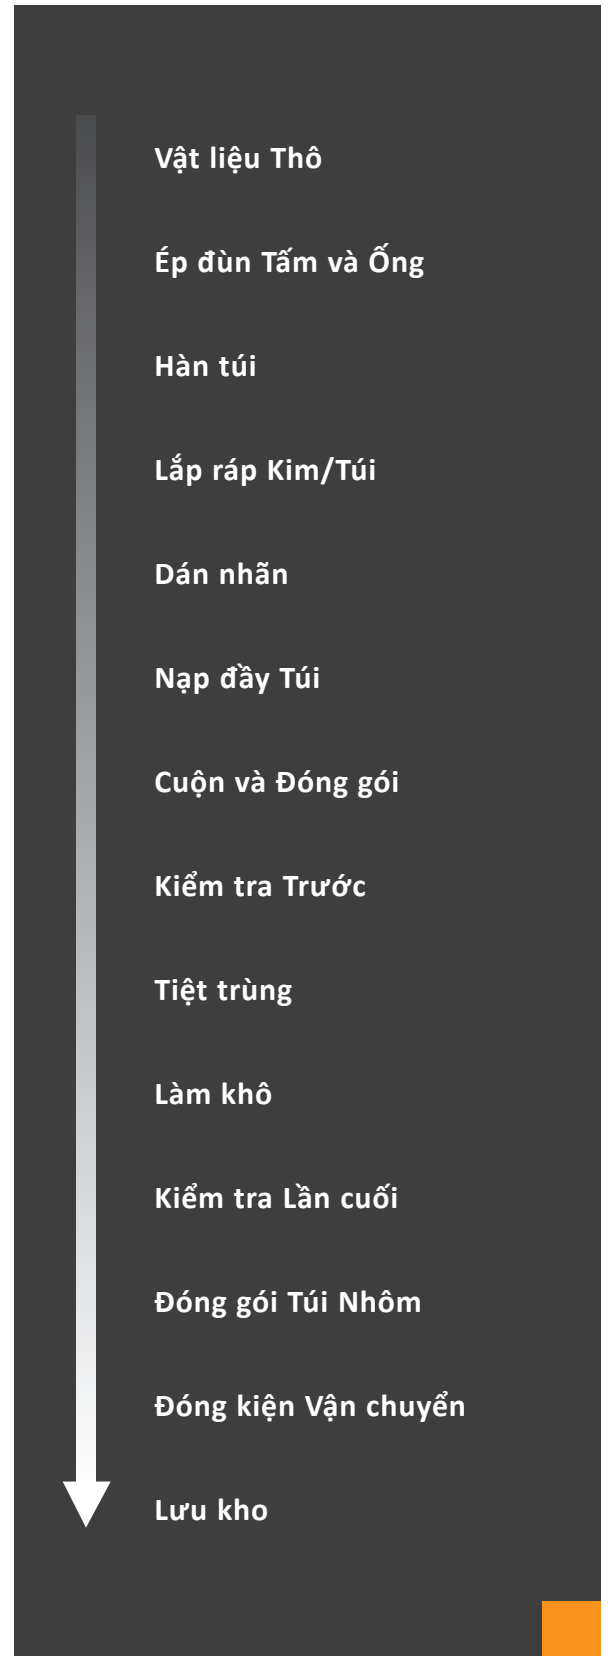 Vật liệu Thô
Ép đùn Tấm và Ống
Hàn túi
Lắp ráp Kim/Túi
Dán nhãn
Nạp đầy Túi
Cuộn và Đóng gói
Kiểm tra Trước
Tiệt trùng
Làm khô
Kiểm tra Lần cuối
Đóng gói Túi Nhôm
Đóng kiện Vận chuyển
Lưu kho